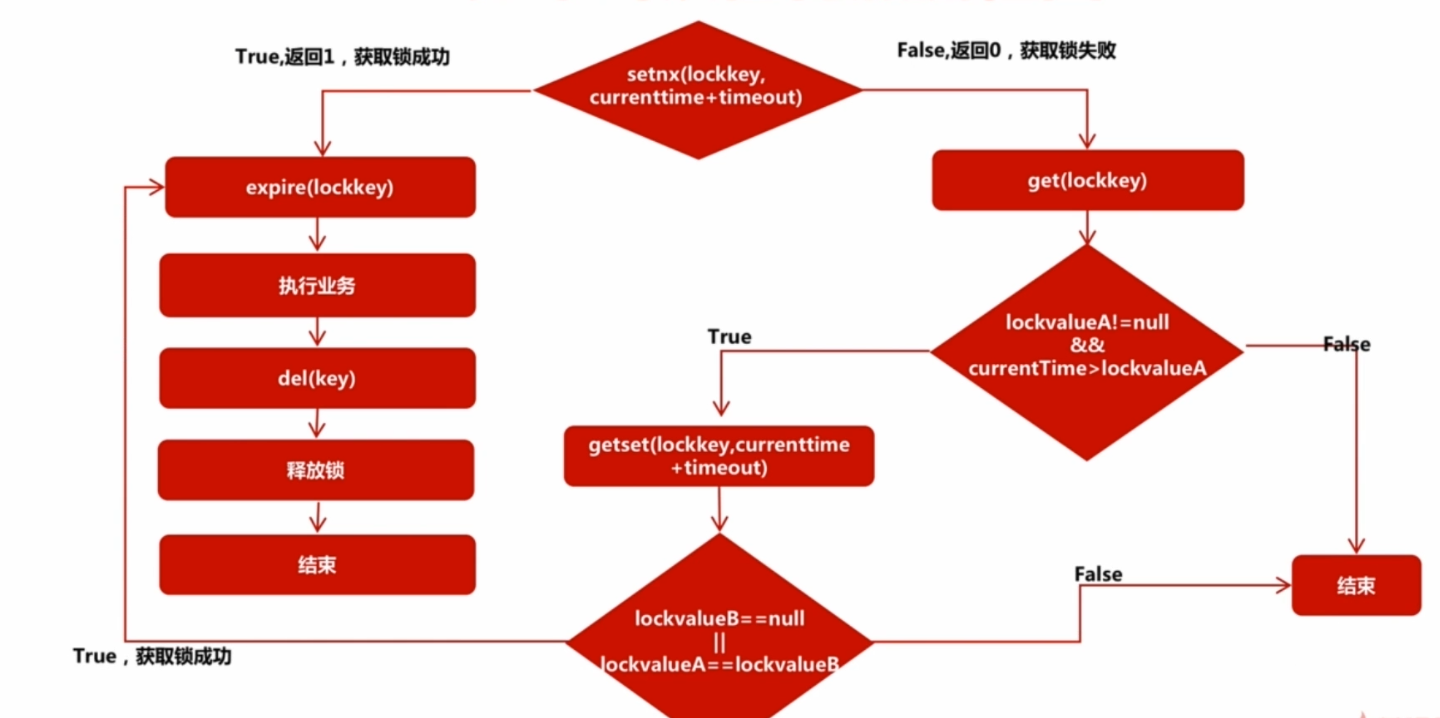 True,返回1，获取锁成功
setnx(lockkey,
currenttime+timeout)
False,返回0，获取锁失败
expire(lockkey)
get(lockkey)
执行业务
lockvalueA!=null
&&
currentTime>lockvalueA
True
False
del(key)
getset(lockkey,currenttime
+timeout)
释放锁
结束
lockvalueB==null
||
lockvalueA==lockvalueB
False
结束
True，获取锁成功